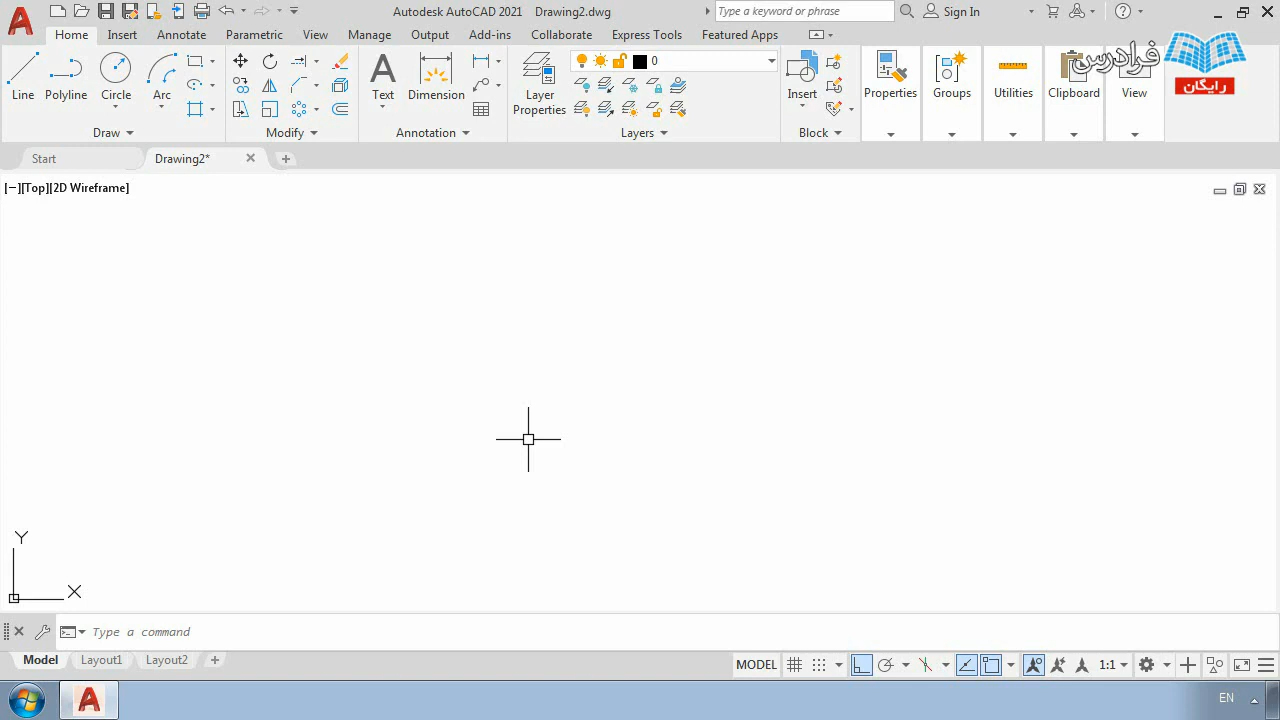 Autodesk AutoCAD 2021 Drawing2.dwg
Type a keyword or phrase
Sign In
Home Insert Annotate Parametric View Manage Output Add-ins Collaborate Express Tools Featured Apps
فرادرس
رایگان
0
Line Polyline Circle Arc Text Dimension Layer Properties Insert Properties Groups Utilities Clipboard View
Draw Modify Annotation Layers Block
Start Drawing2*
[−][Top][2D Wireframe]
Y
X
Type a command
Model Layout1 Layout2
MODEL 1:1
EN